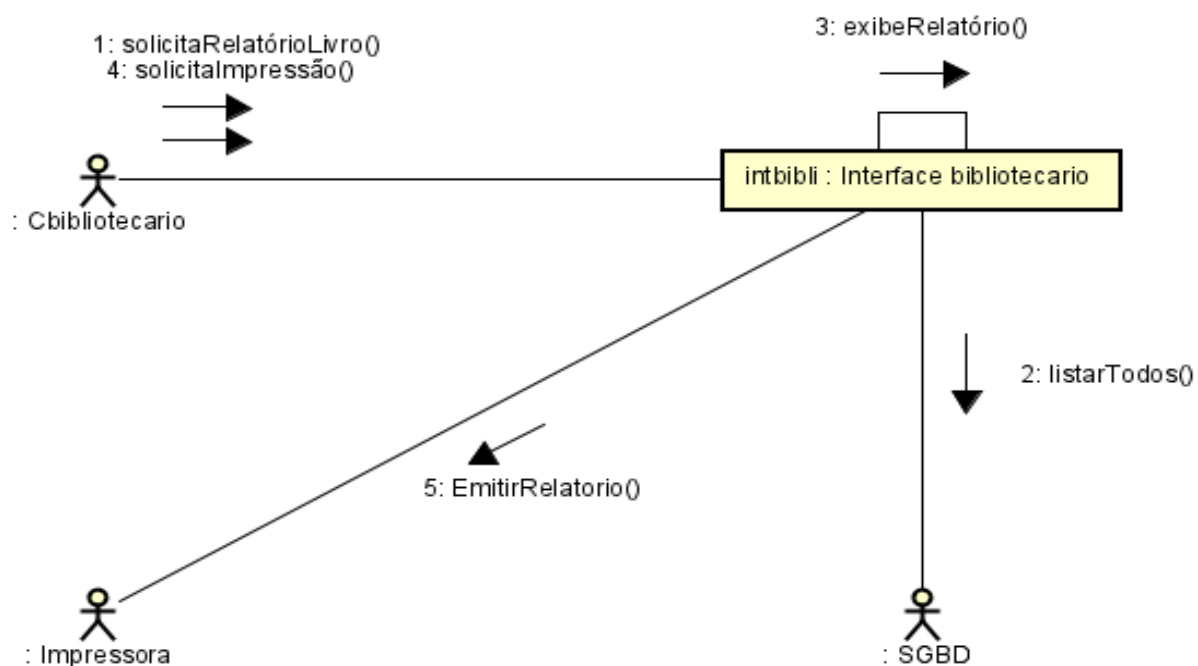 3: exibeRelatório()
1: solicitaRelatórioLivro()
4: solicitaImpressão()
intbibli : Interface bibliotecario
: Cbibliotecario
2: listarTodos()
5: EmitirRelatorio()
: Impressora
: SGBD